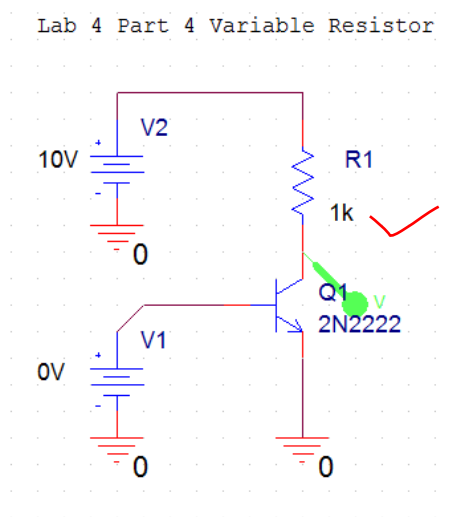 Lab 4 Part 4 Variable Resistor
V2
10V
+
-
R1
1k
0
Q1
V
2N2222
V1
0V
+
-
0
0